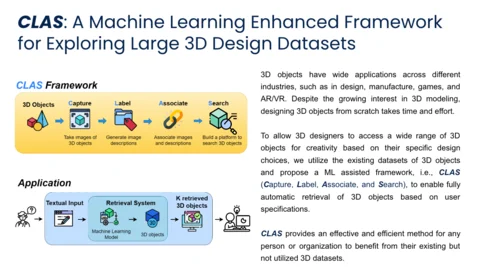 CLAS: A Machine Learning Enhanced Framework
for Exploring Large 3D Design Datasets
CLAS Framework
3D Objects
Capture
Label
Associate
Search
Take images of
3D objects
Generate image
descriptions
Associate images
and descriptions
Build a platform to
search 3D objects
Application
Textual Input
Retrieval System
K retrieved
3D objects
Machine Learning
Model
3D objects
3D objects have wide applications across different
industries, such as in design, manufacture, games, and
AR/VR. Despite the growing interest in 3D modeling,
designing 3D objects from scratch takes time and effort.
To allow 3D designers to access a wide range of 3D
objects for creativity based on their specific design
choices, we utilize the existing datasets of 3D objects
and propose a ML assisted framework, i.e., CLAS
(Capture, Label, Associate, and Search), to enable fully
automatic retrieval of 3D objects based on user
specifications.
CLAS provides an effective and efficient method for any
person or organization to benefit from their existing but
not utilized 3D datasets.